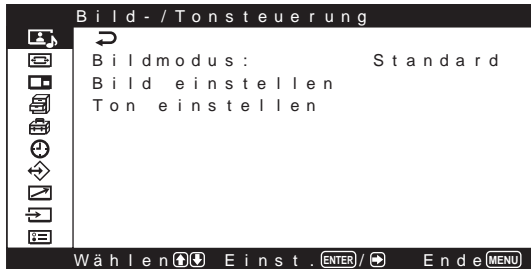 Bild-/Tonsteuerung
Bildmodus: Standard
Bild einstellen
Ton einstellen
Wählen Einst. ENTER / Ende MENU